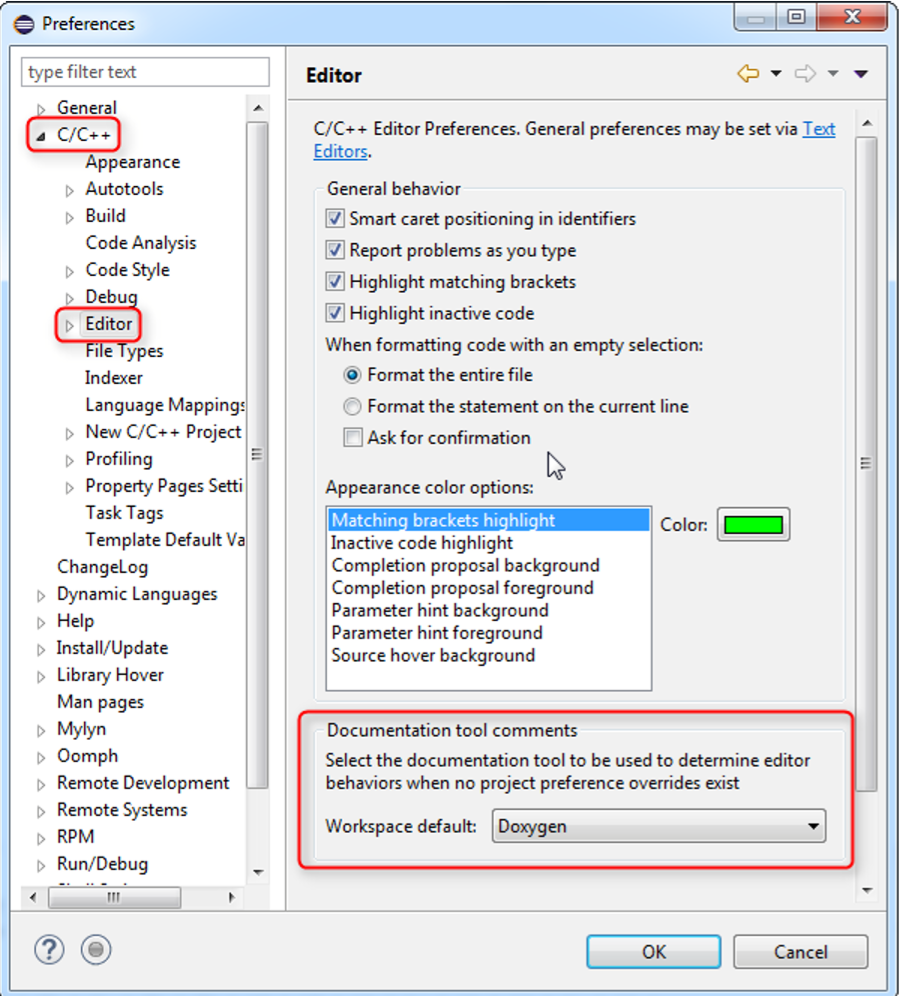 Preferences
type filter text
General
C/C++
Appearance
Autotools
Build
Code Analysis
Code Style
Debug
Editor
File Types
Indexer
Language Mappings
New C/C++ Project
Profiling
Property Pages Setti
Task Tags
Template Default Va
ChangeLog
Dynamic Languages
Help
Install/Update
Library Hover
Man pages
Mylyn
Oomph
Remote Development
Remote Systems
RPM
Run/Debug
Editor
C/C++ Editor Preferences. General preferences may be set via Text
Editors.
General behavior
Smart caret positioning in identifiers
Report problems as you type
Highlight matching brackets
Highlight inactive code
When formatting code with an empty selection:
Format the entire file
Format the statement on the current line
Ask for confirmation
Appearance color options:
Matching brackets highlight
Inactive code highlight
Completion proposal background
Completion proposal foreground
Parameter hint background
Parameter hint foreground
Source hover background
Color:
Documentation tool comments
Select the documentation tool to be used to determine editor
behaviors when no project preference overrides exist
Workspace default: Doxygen
OK
Cancel